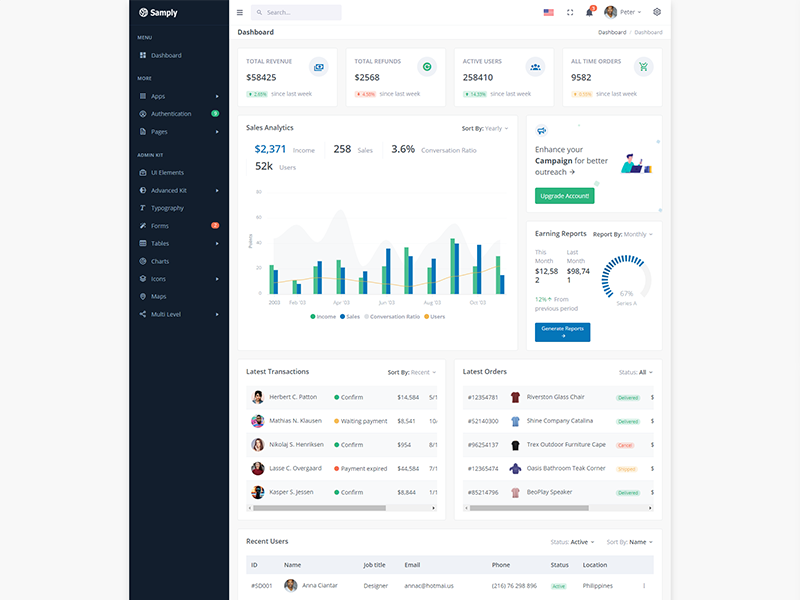 Samply
Search...
Peter
MENU
Dashboard
MORE
Apps
Authentication
Pages
ADMIN KIT
UI Elements
Advanced Kit
Typography
Forms
Tables
Charts
Icons
Maps
Multi Level
Dashboard
Dashboard / Dashboard
TOTAL REVENUE
$58425
2.65% since last week
TOTAL REFUNDS
$2568
4.50% since last week
ACTIVE USERS
258410
14.33% since last week
ALL TIME ORDERS
9582
since last week
Sales Analytics
Sort By: Yearly
$2,371 Income
258 Sales
3.6% Conversation Ratio
52k Users
80
60
40
20
0
Points
2003 Feb '03 Apr '03 Jun '03 Aug '03 Oct '03
Income Sales Conversation Ratio Users
Enhance your
Campaign for better
outreach →
Upgrade Account!
Earning Reports
Report By: Monthly
This
Month
$12,58
2
Last
Month
$98,74
1
12% From
previous period
Generate Reports
→
67%
Series A
Latest Transactions
Sort By: Recent
Herbert C. Patton Confirm $14,584 5/1
Mathias N. Klausen Waiting payment $8,541 10/
Nikolaj S. Henriksen Confirm $954 8/1
Lasse C. Overgaard Payment expired $44,584 7/1
Kasper S. Jessen Confirm $8,844 1/1
Latest Orders
Status: All
#12354781 Riverston Glass Chair Delivered $
#52140300 Shine Company Catalina Delivered $
#96254137 Trex Outdoor Furniture Cape Cancel $
#12365474 Oasis Bathroom Teak Corner Shipped $
#85214796 BeoPlay Speaker Delivered $
Recent Users
Status: Active
Sort By: Name
ID Name Job title Email Phone Status Location
#SD001 Anna Ciantar Designer annac@hotmai.us (216) 76 298 896 Active Philippines